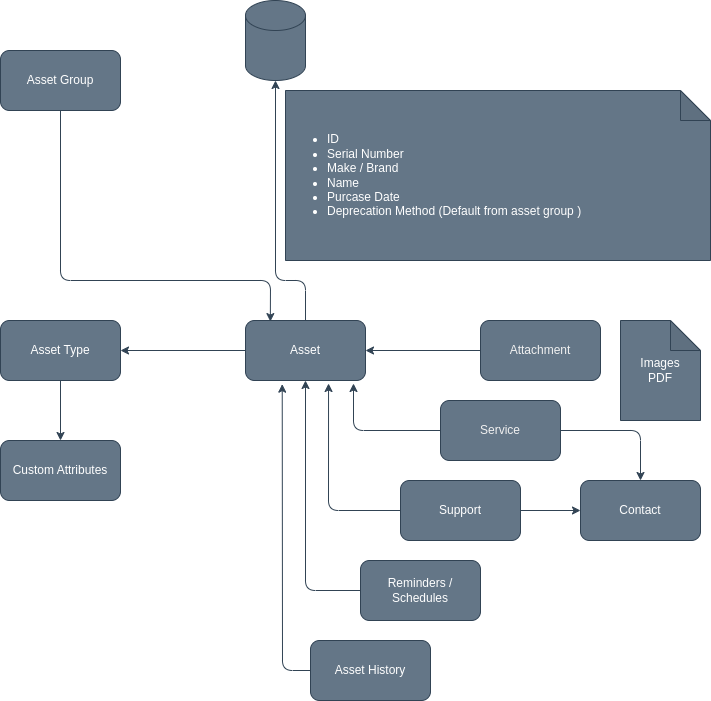 Asset Group
ID
Serial Number
Make / Brand
Name
Purcase Date
Deprecation Method (Default from asset group )
Asset Type
Asset
Attachment
Images
PDF
Service
Custom Attributes
Support
Contact
Reminders /
Schedules
Asset History